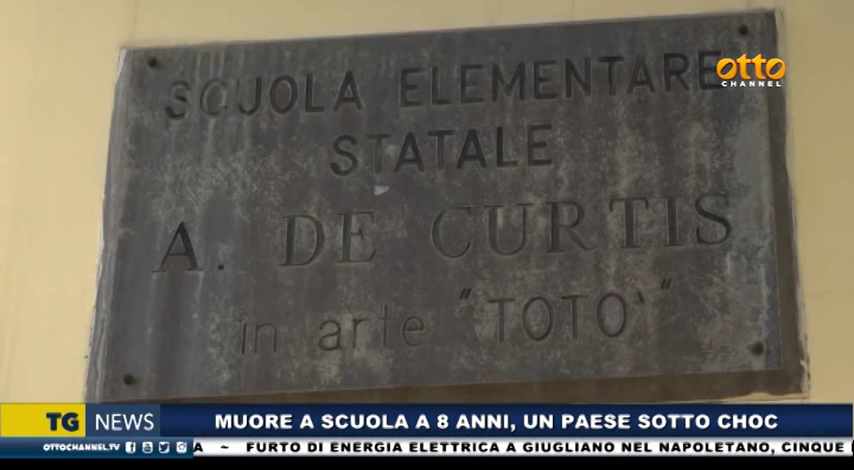 SCUOLA ELEMENTARE
otto
CHANNEL
STATALE
A. DE CURTIS
in arte "TOTO'"
TG NEWS
MUORE A SCUOLA A 8 ANNI, UN PAESE SOTTO CHOC
OTTOCHANNEL.TV
A ~ FURTO DI ENERGIA ELETTRICA A GIUGLIANO NEL NAPOLETANO, CINQUE